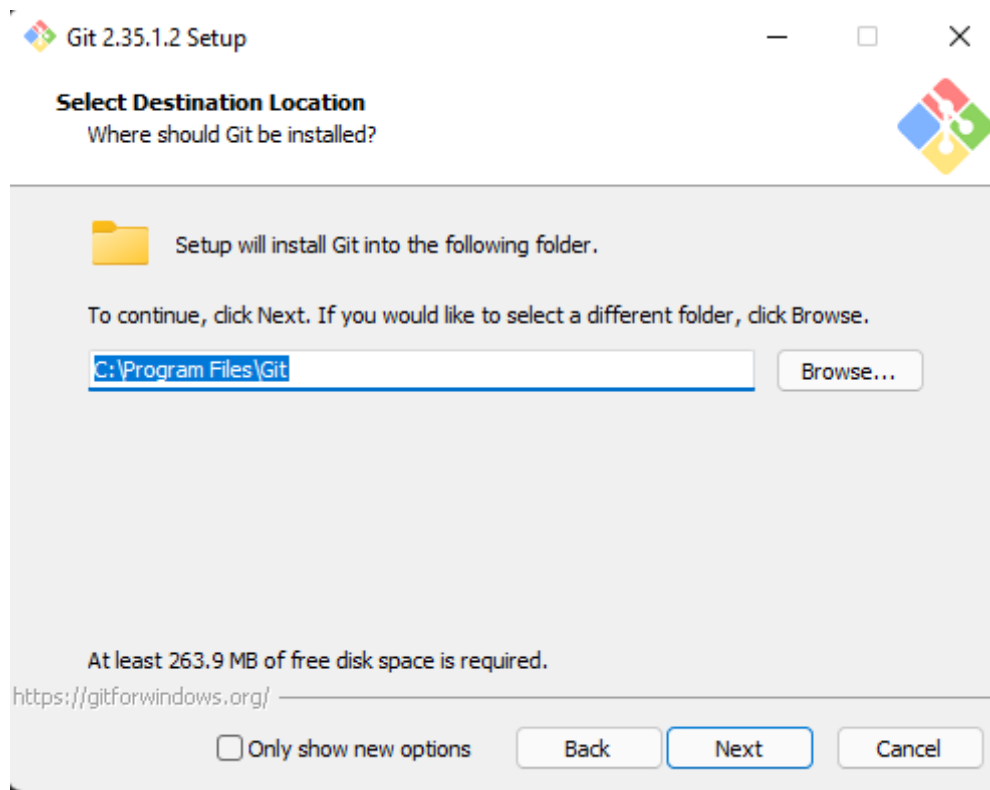 Git 2.35.1.2 Setup
Select Destination Location
Where should Git be installed?
Setup will install Git into the following folder.
To continue, click Next. If you would like to select a different folder, click Browse.
C:\Program Files\Git
Browse...
At least 263.9 MB of free disk space is required.
https://gitforwindows.org/
Only show new options
Back
Next
Cancel